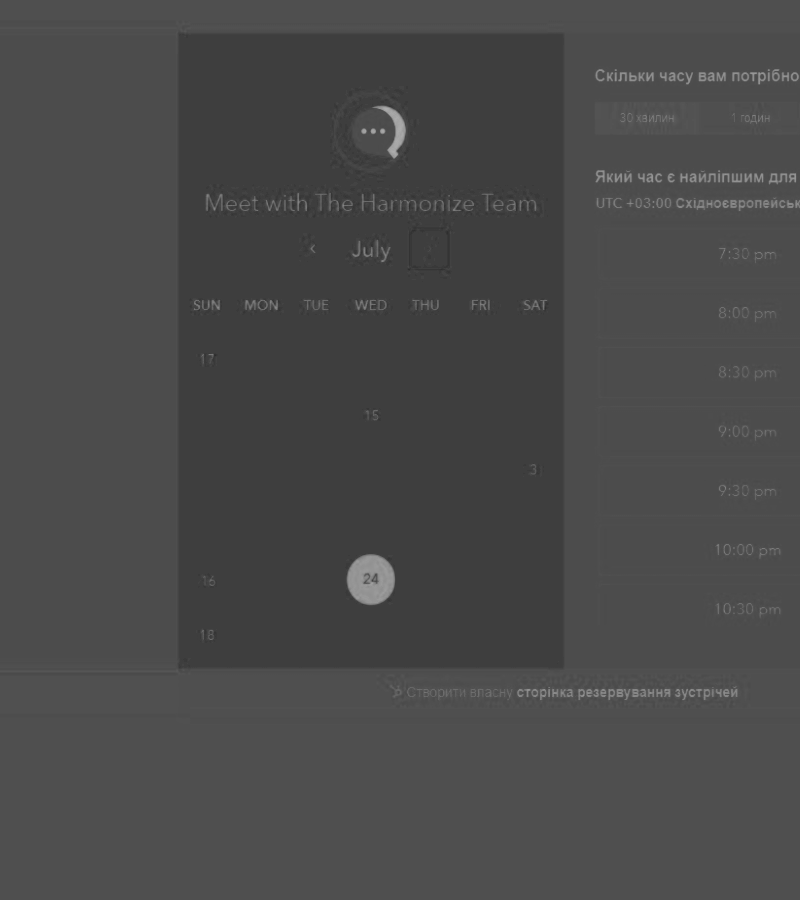 Meet with The Harmonize Team
July
SUN MON TUE WED THU FRI SAT
17
15
3
16 24
18
Скільки часу вам потрібно
30 хвилин 1 годин
Який час є найліпшим для
UTC +03:00 Східноєвропейськ
7:30 pm
8:00 pm
8:30 pm
9:00 pm
9:30 pm
10:00 pm
10:30 pm
Створити власну сторінка резервування зустрічей